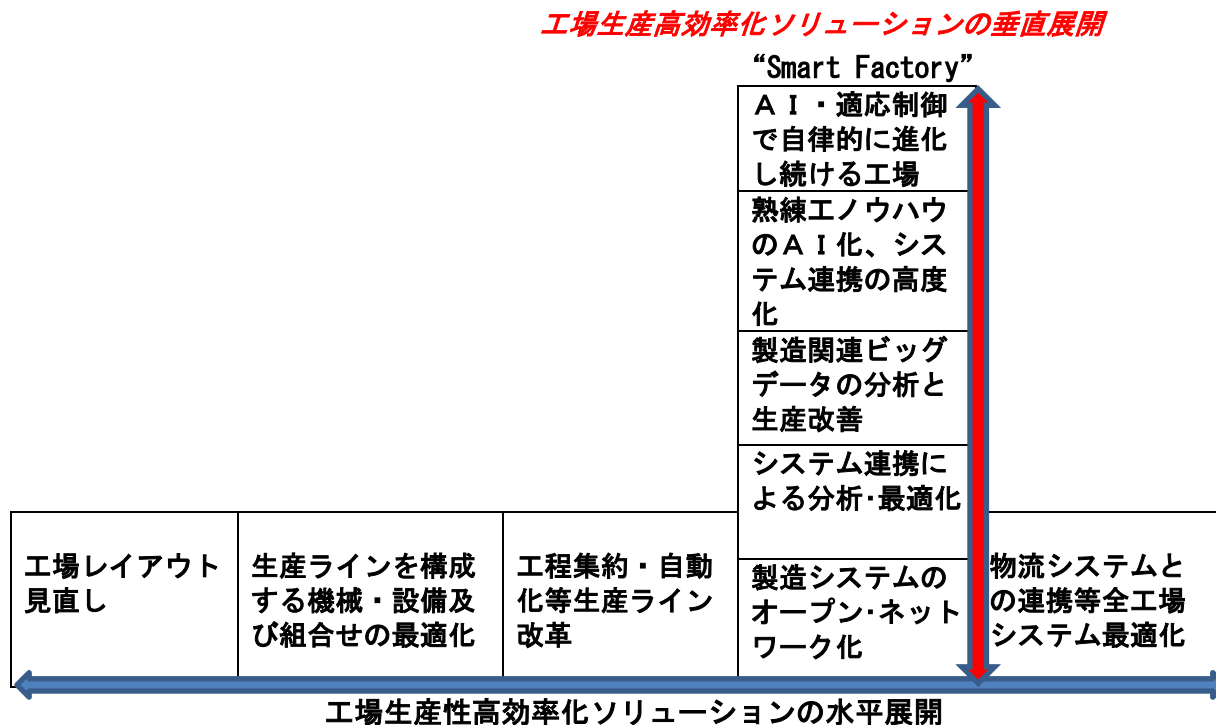 工場生産高効率化ソリューションの垂直展開
“Smart Factory”
ＡＩ・適応制御
で自律的に進化
し続ける工場
熟練工ノウハウ
のＡＩ化、シス
テム連携の高度
化
製造関連ビッグ
データの分析と
生産改善
システム連携に
よる分析･最適化
工場レイアウト
見直し
生産ラインを構成
する機械・設備及
び組合せの最適化
工程集約・自動
化等生産ライン
改革
製造システムの
オープン･ネット
ワーク化
物流システムと
の連携等全工場
システム最適化
工場生産性高効率化ソリューションの水平展開